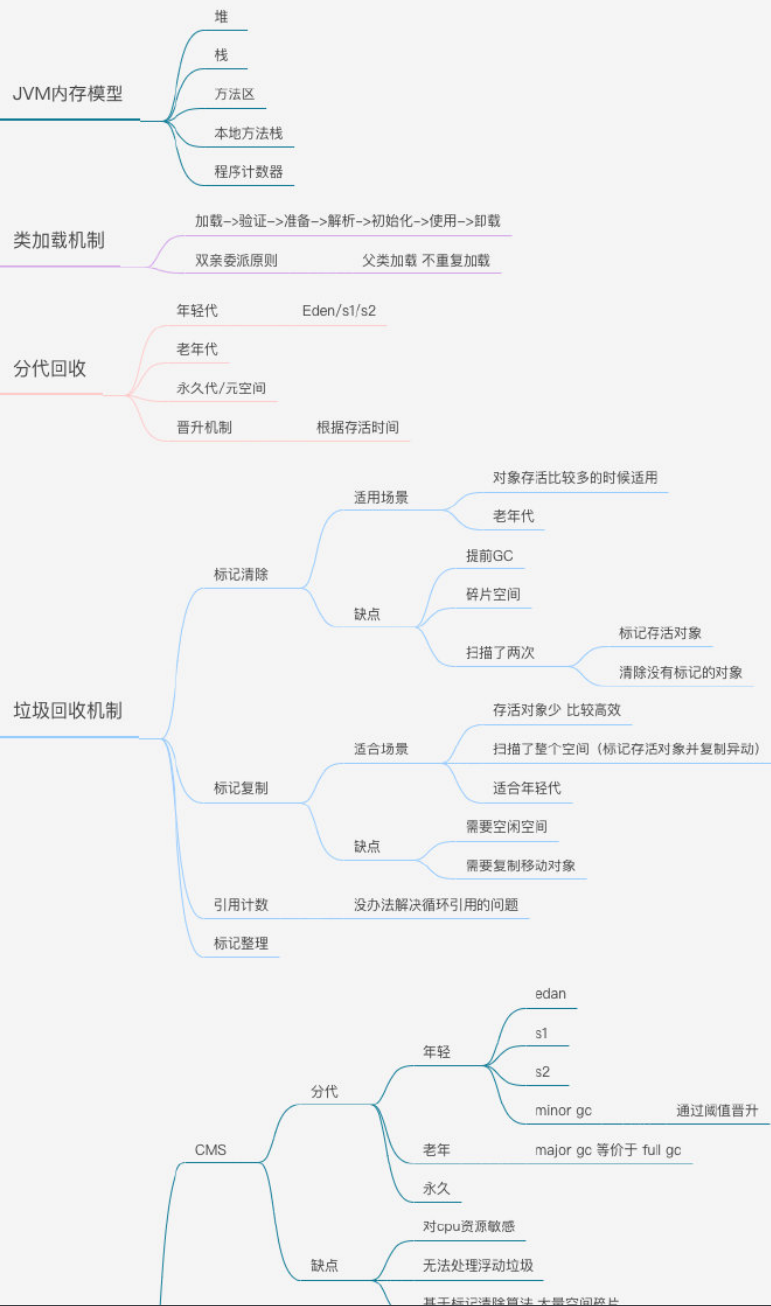 JVM内存模型
堆
栈
方法区
本地方法栈
程序计数器
类加载机制
加载->验证->准备->解析->初始化->使用->卸载
双亲委派原则
父类加载 不重复加载
分代回收
年轻代
Eden/s1/s2
老年代
永久代/元空间
晋升机制
根据存活时间
垃圾回收机制
标记清除
适用场景
对象存活比较多的时候适用
老年代
缺点
提前GC
碎片空间
扫描了两次
标记存活对象
清除没有标记的对象
标记复制
适合场景
存活对象少 比较高效
扫描了整个空间（标记存活对象并复制异动）
适合年轻代
缺点
需要空闲空间
需要复制移动对象
引用计数
没办法解决循环引用的问题
标记整理
CMS
分代
年轻
edan
s1
s2
minor gc
通过阈值晋升
老年
major gc 等价于 full gc
永久
缺点
对cpu资源敏感
无法处理浮动垃圾
基于标记清除算法 大量空间碎片